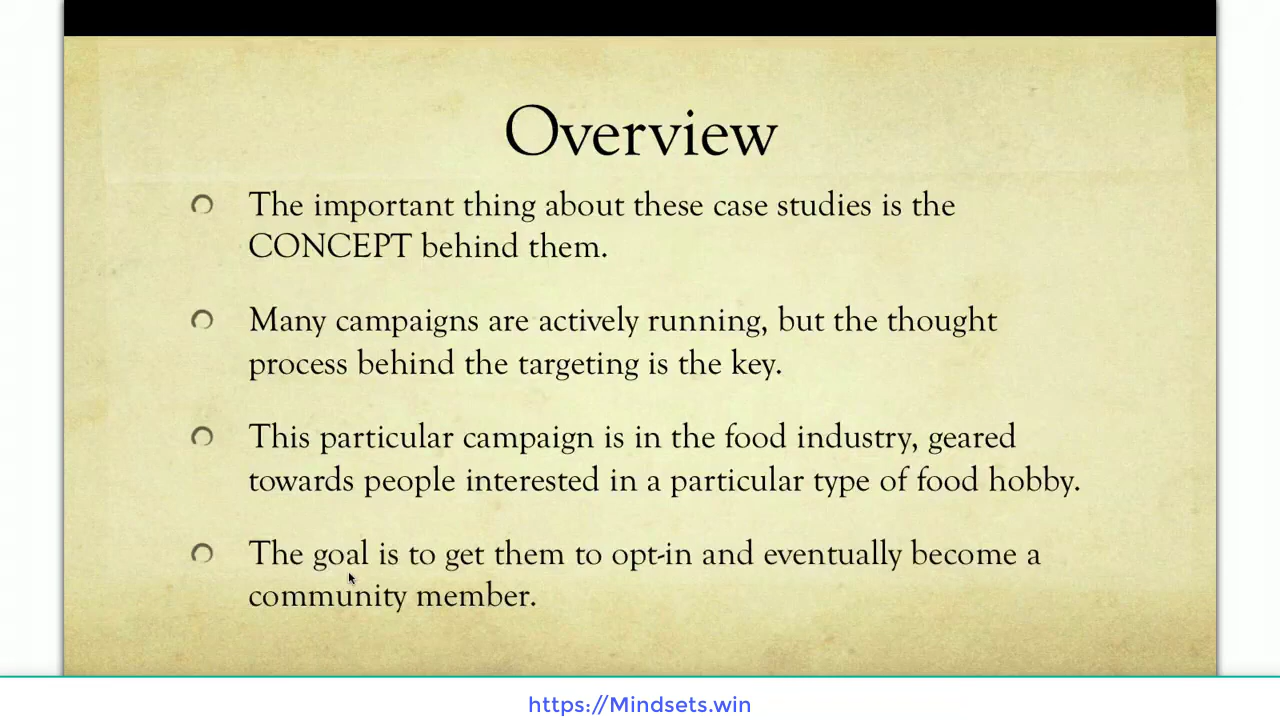 Overview
The important thing about these case studies is the
CONCEPT behind them.
Many campaigns are actively running, but the thought
process behind the targeting is the key.
This particular campaign is in the food industry, geared
towards people interested in a particular type of food hobby.
The goal is to get them to opt-in and eventually become a
community member.
https://Mindsets.win